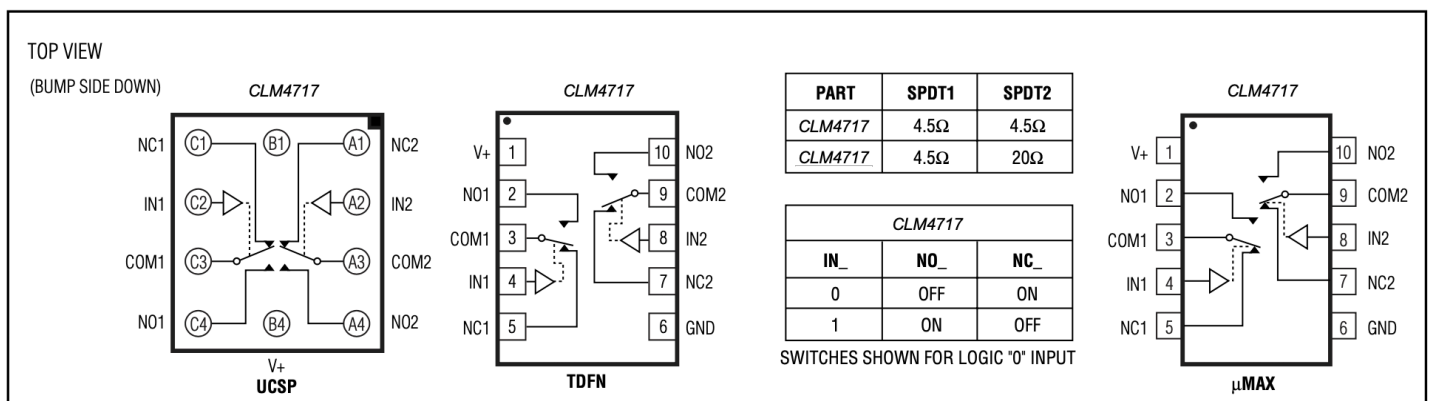 TOP VIEW
(BUMP SIDE DOWN)
CLM4717
NC1 C1 B1 A1 NC2
IN1 C2 A2 IN2
COM1 C3 A3 COM2
NO1 C4 B4 A4 NO2
V+
UCSP
CLM4717
V+ 1 10 NO2
NO1 2 9 COM2
COM1 3 8 IN2
IN1 4 7 NC2
NC1 5 6 GND
TDFN
PART SPDT1 SPDT2
CLM4717 4.5Ω 4.5Ω
CLM4717 4.5Ω 20Ω
CLM4717
IN_ NO_ NC_
0 OFF ON
1 ON OFF
SWITCHES SHOWN FOR LOGIC "0" INPUT
CLM4717
V+ 1 10 NO2
NO1 2 9 COM2
COM1 3 8 IN2
IN1 4 7 NC2
NC1 5 6 GND
μMAX